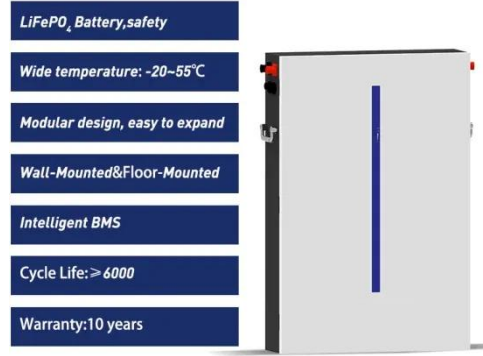 LiFePO₄ Battery,safety
Wide temperature: -20~55℃
Modular design, easy to expand
Wall-Mounted&Floor-Mounted
Intelligent BMS
Cycle Life:≥6000
Warranty:10 years